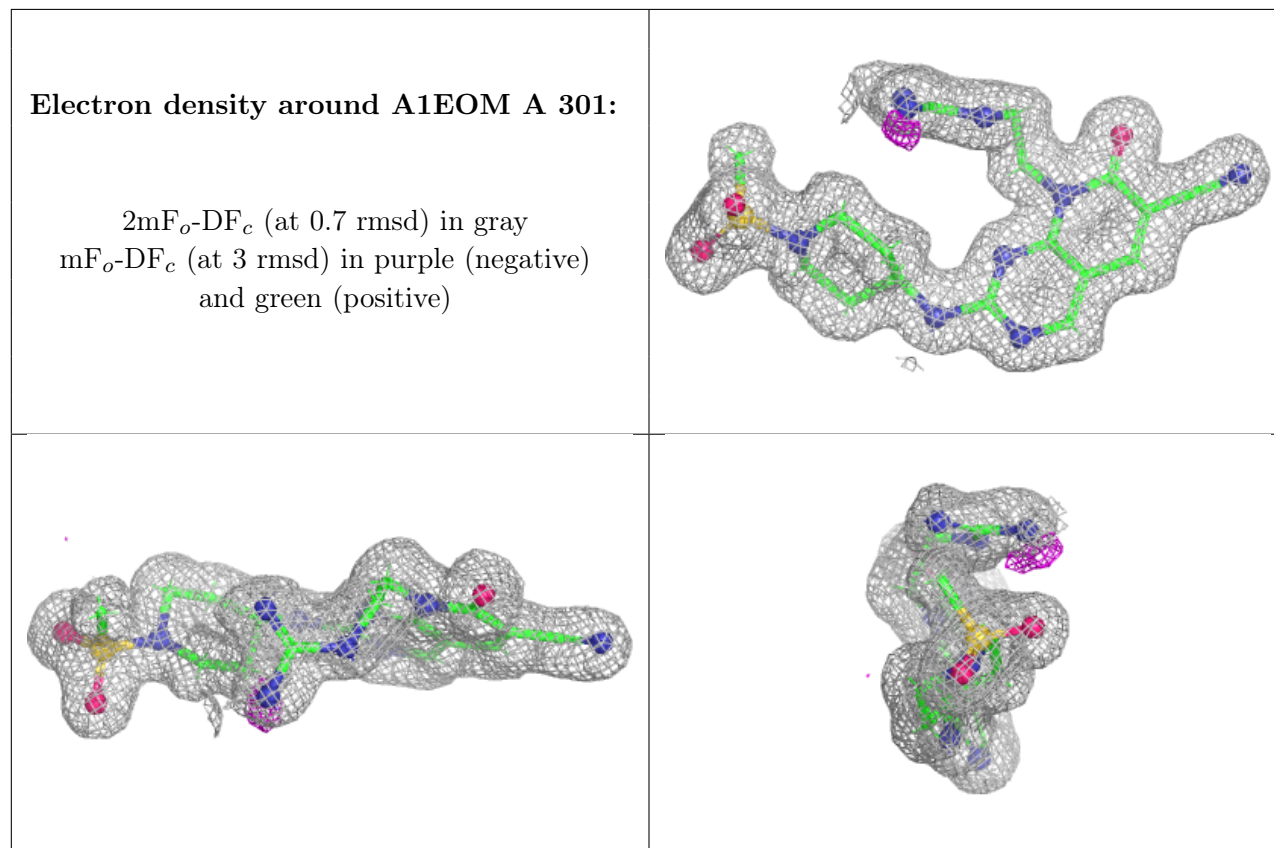 Electron density around A1EOM A 301:
2mFo-DFc (at 0.7 rmsd) in gray
mFo-DFc (at 3 rmsd) in purple (negative)
and green (positive)